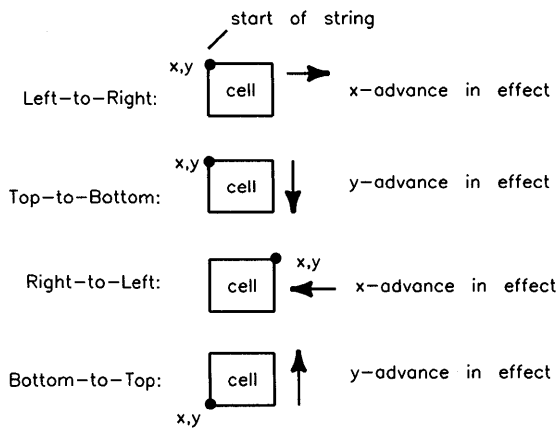 start of string
x,y
cell
Left-to-Right:
x-advance in effect
x,y
cell
Top-to-Bottom:
y-advance in effect
x,y
cell
Right-to-Left:
x-advance in effect
cell
Bottom-to-Top:
y-advance in effect
x,y